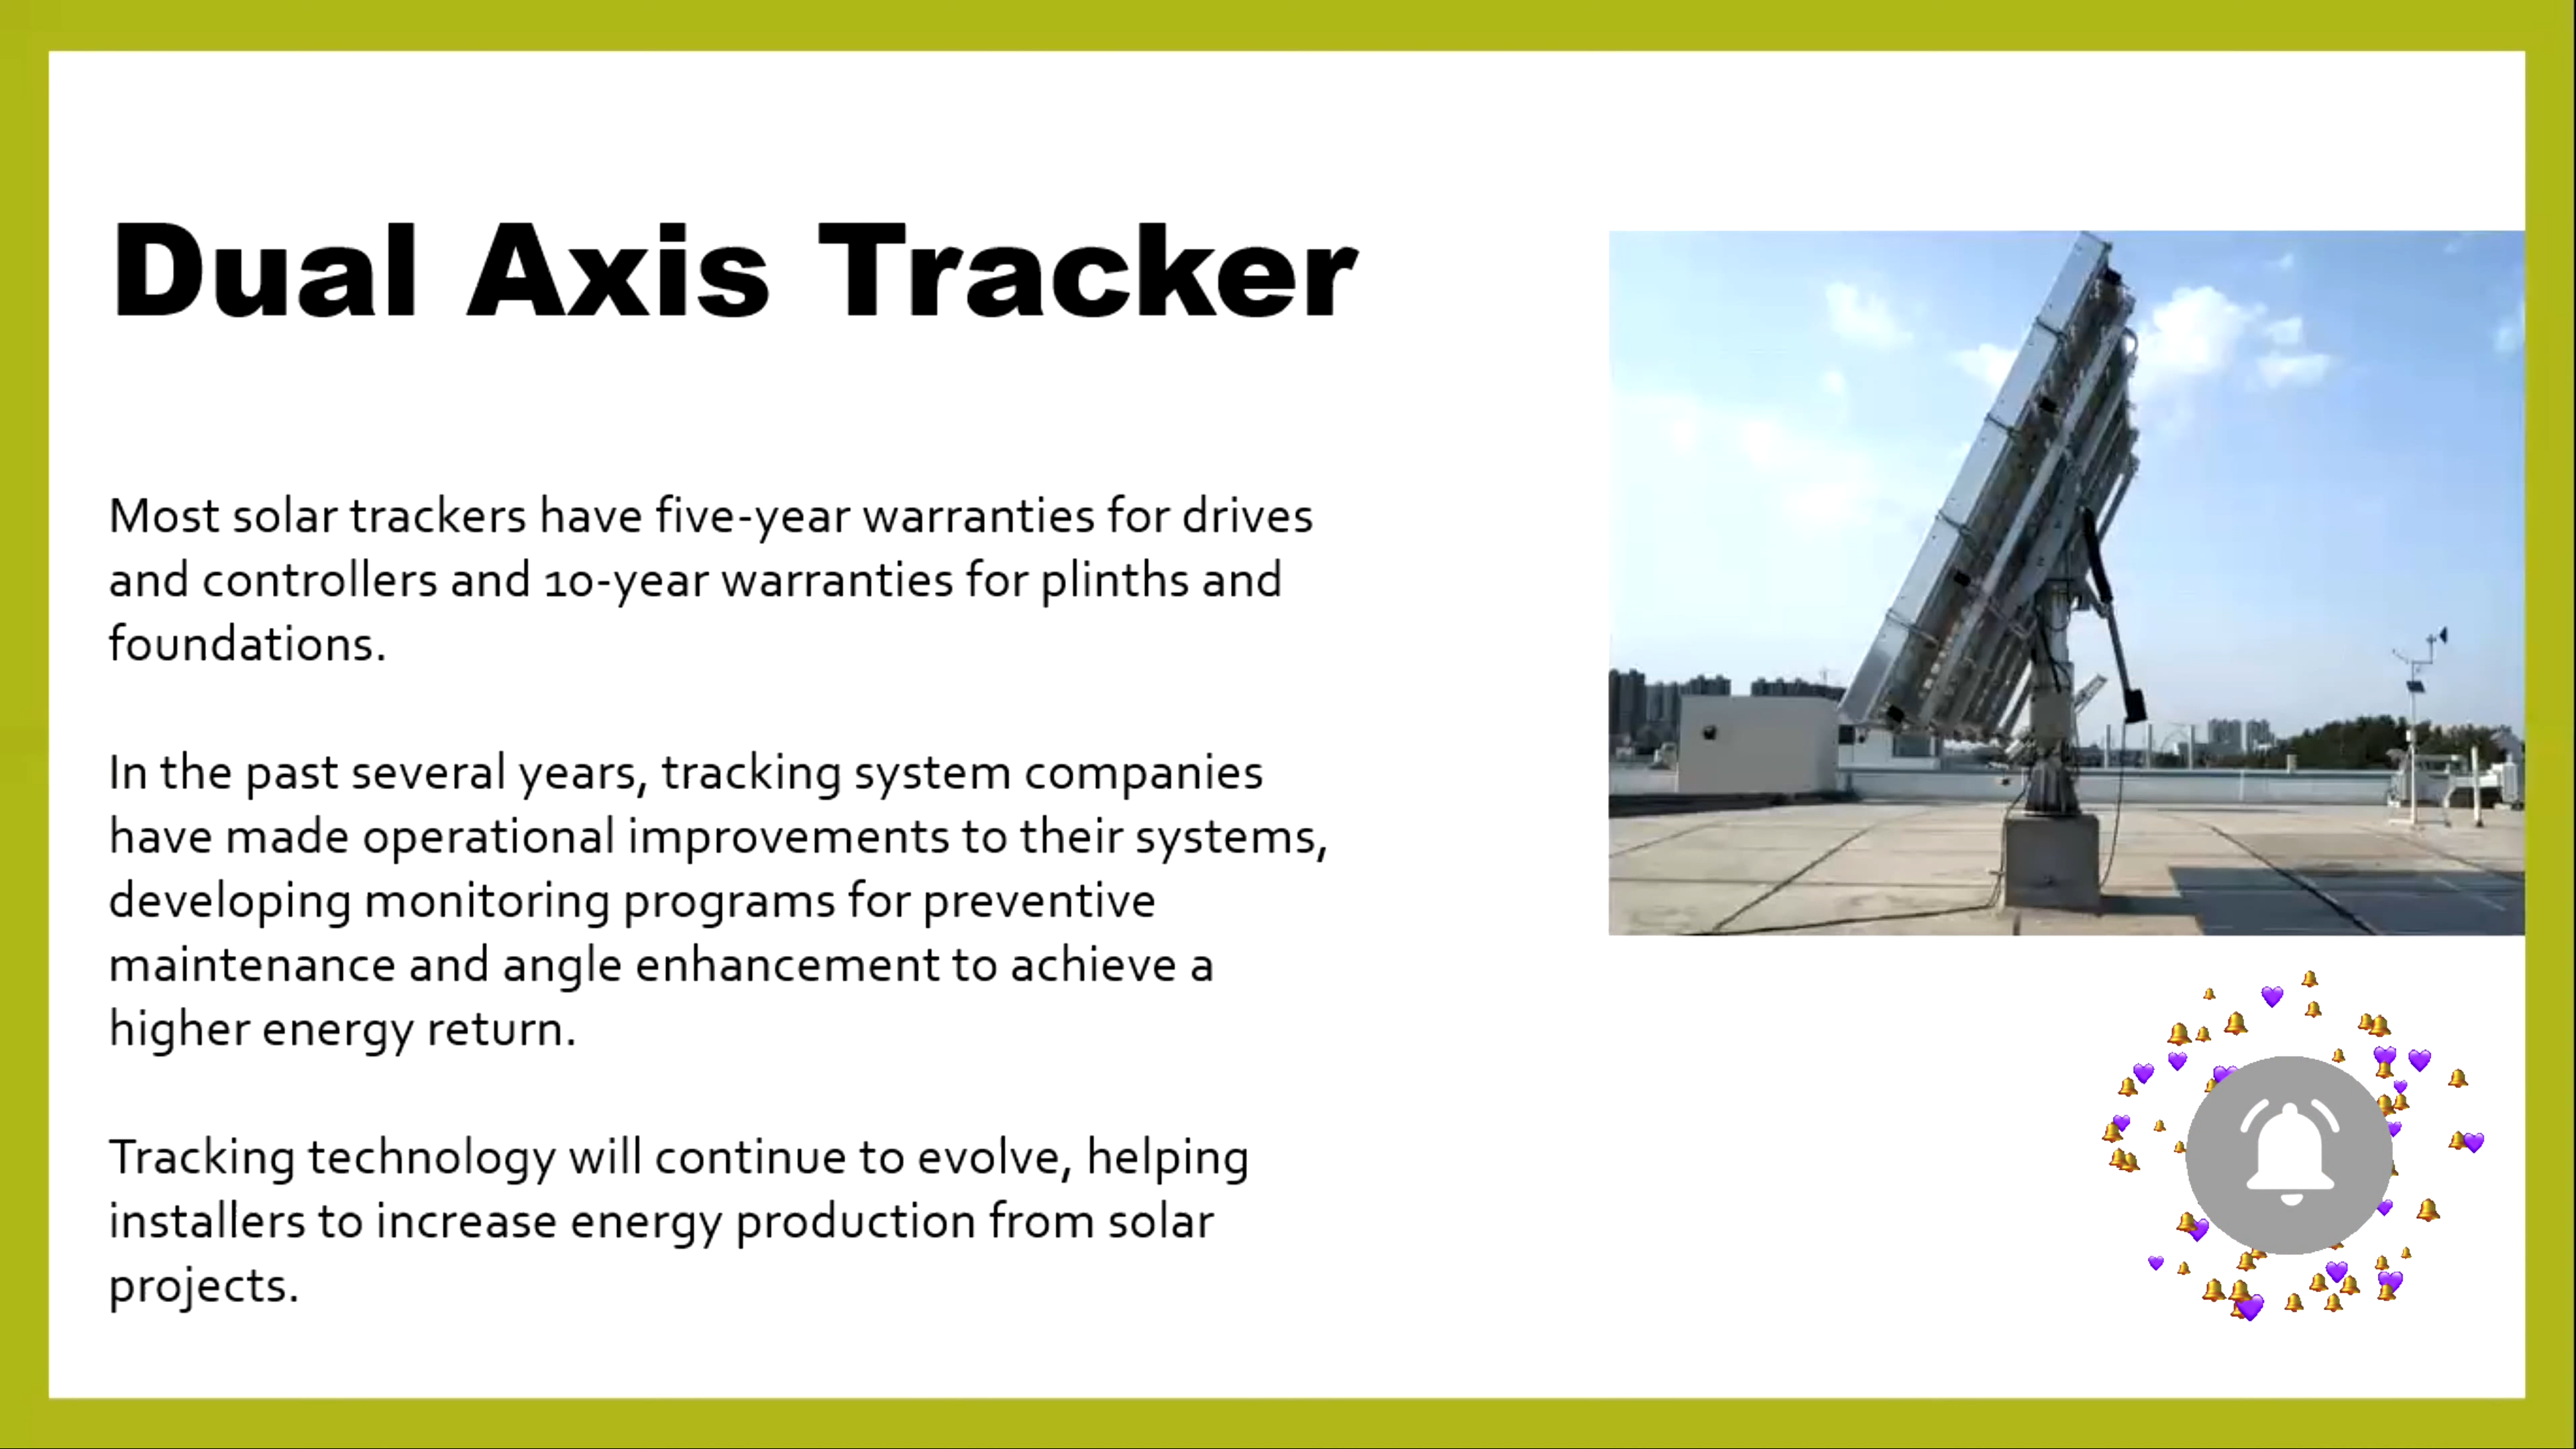 Dual Axis Tracker
Most solar trackers have five-year warranties for drives
and controllers and 10-year warranties for plinths and
foundations.
In the past several years, tracking system companies
have made operational improvements to their systems,
developing monitoring programs for preventive
maintenance and angle enhancement to achieve a
higher energy return.
Tracking technology will continue to evolve, helping
installers to increase energy production from solar
projects.